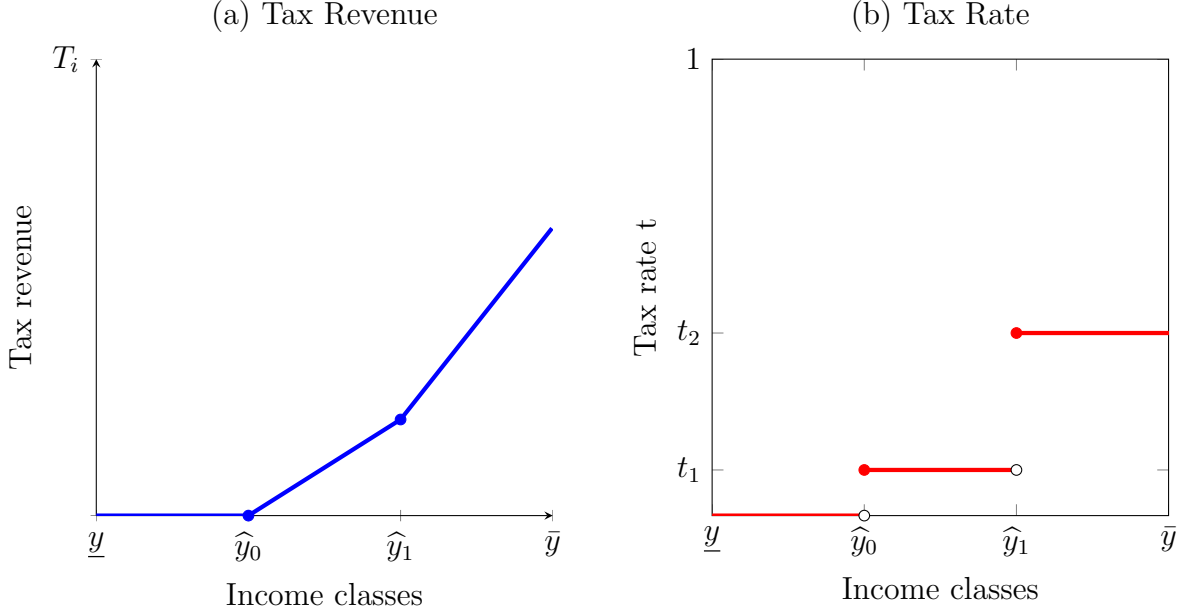 (a) Tax Revenue
T_i
Tax revenue
y̲
ŷ_0
ŷ_1
ȳ
Income classes
(b) Tax Rate
1
t_2
t_1
Tax rate t
y̲
ŷ_0
ŷ_1
ȳ
Income classes